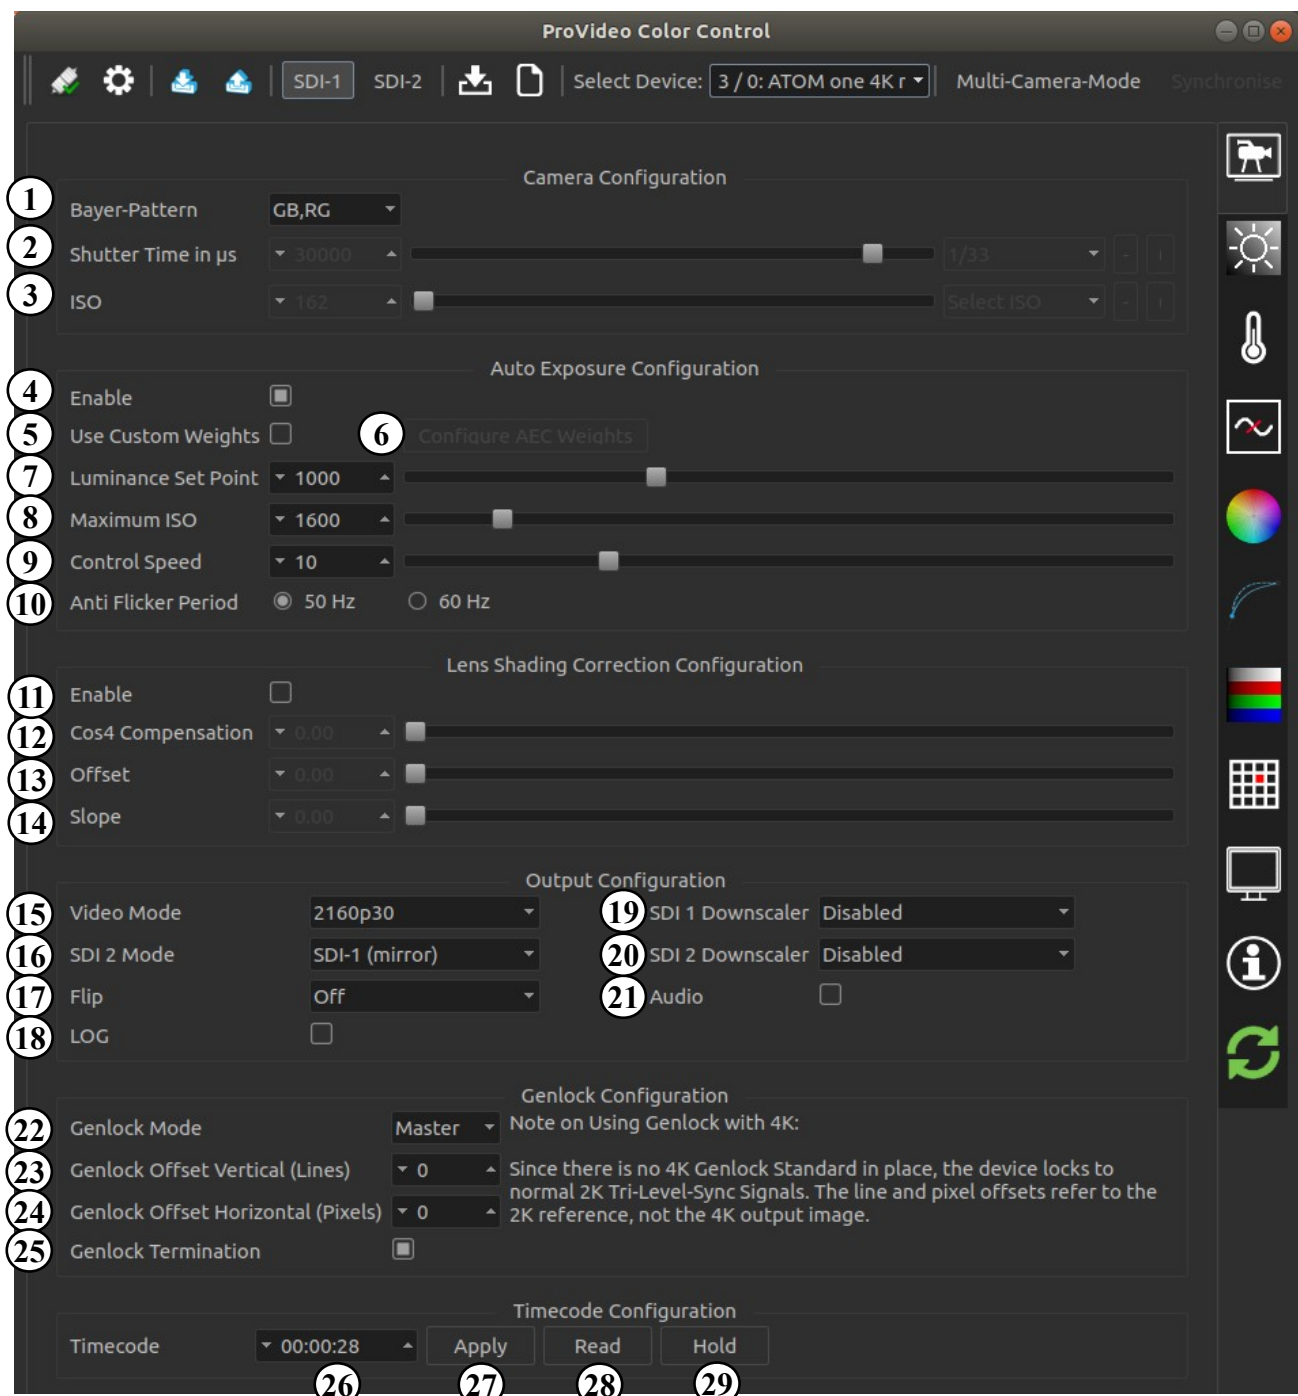 ProVideo Color Control
SDI-1 SDI-2 Select Device: 3 / 0: ATOM one 4K r Multi-Camera-Mode Synchronise
Camera Configuration
1 Bayer-Pattern GB,RG
2 Shutter Time in µs 30000 1/33 -
3 ISO 162 Select ISO -
Auto Exposure Configuration
4 Enable
5 Use Custom Weights 6 Configure AEC Weights
7 Luminance Set Point 1000
8 Maximum ISO 1600
9 Control Speed 10
10 Anti Flicker Period 50 Hz 60 Hz
Lens Shading Correction Configuration
11 Enable
12 Cos4 Compensation 0.00
13 Offset 0.00
14 Slope 0.00
Output Configuration
15 Video Mode 2160p30 19 SDI 1 Downscaler Disabled
16 SDI 2 Mode SDI-1 (mirror) 20 SDI 2 Downscaler Disabled
17 Flip Off 21 Audio
18 LOG
Genlock Configuration
22 Genlock Mode Master Note on Using Genlock with 4K:
23 Genlock Offset Vertical (Lines) 0 Since there is no 4K Genlock Standard in place, the device locks to
normal 2K Tri-Level-Sync Signals. The line and pixel offsets refer to the
24 Genlock Offset Horizontal (Pixels) 0 2K reference, not the 4K output image.
25 Genlock Termination
Timecode Configuration
Timecode 00:00:28 Apply Read Hold
26 27 28 29